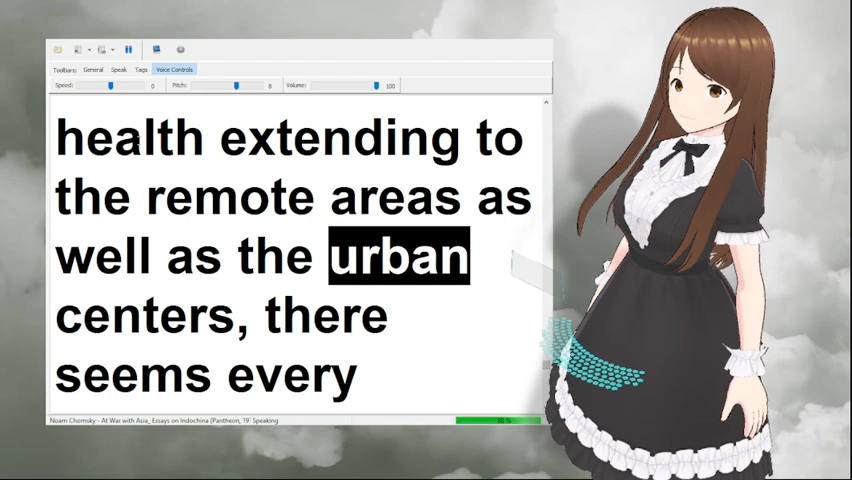 Toolbars: General Speak Tags Voice Controls
Speed: 0 Pitch: 8 Volume: 100
health extending to
the remote areas as
well as the urban
centers, there
seems every
Noam Chomsky - At War with Asia_ Essays on Indochina (Pantheon, 19 Speaking